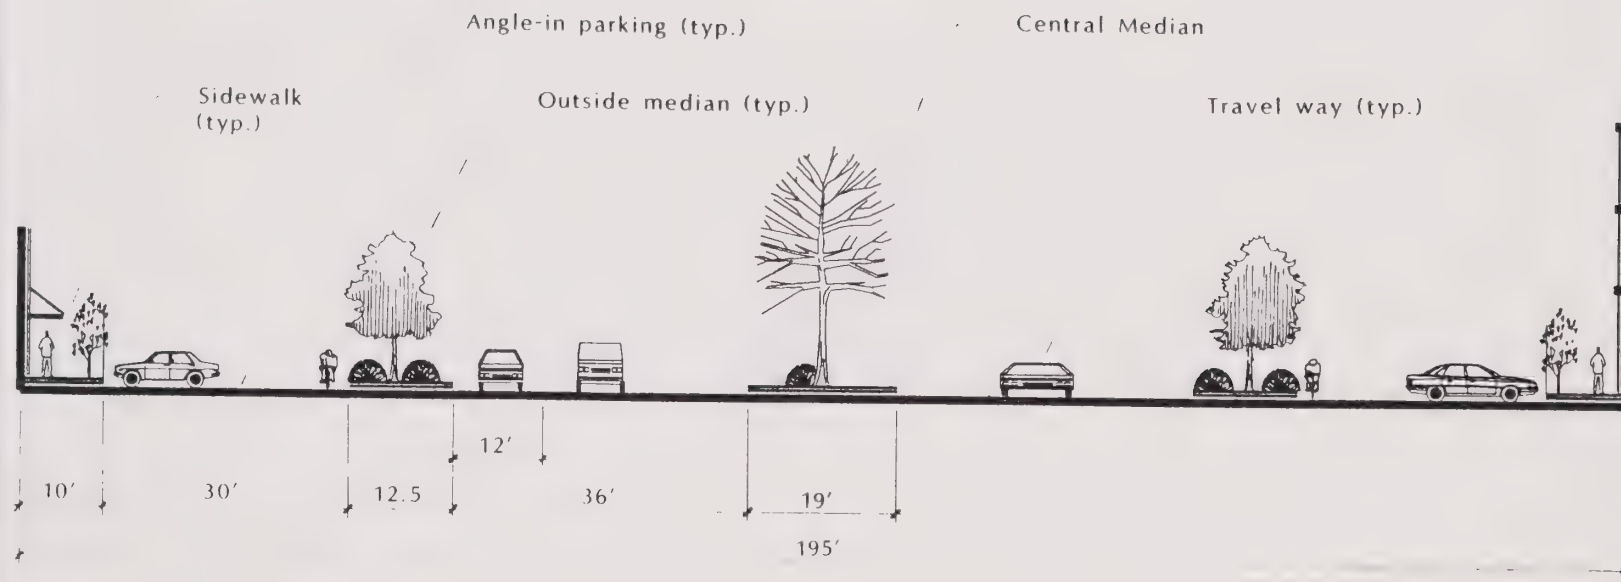 Angle-in parking (typ.)
Central Median
Sidewalk
(typ.)
Outside median (typ.)
Travel way (typ.)
12'
10'
30'
12.5
36'
19'
195'